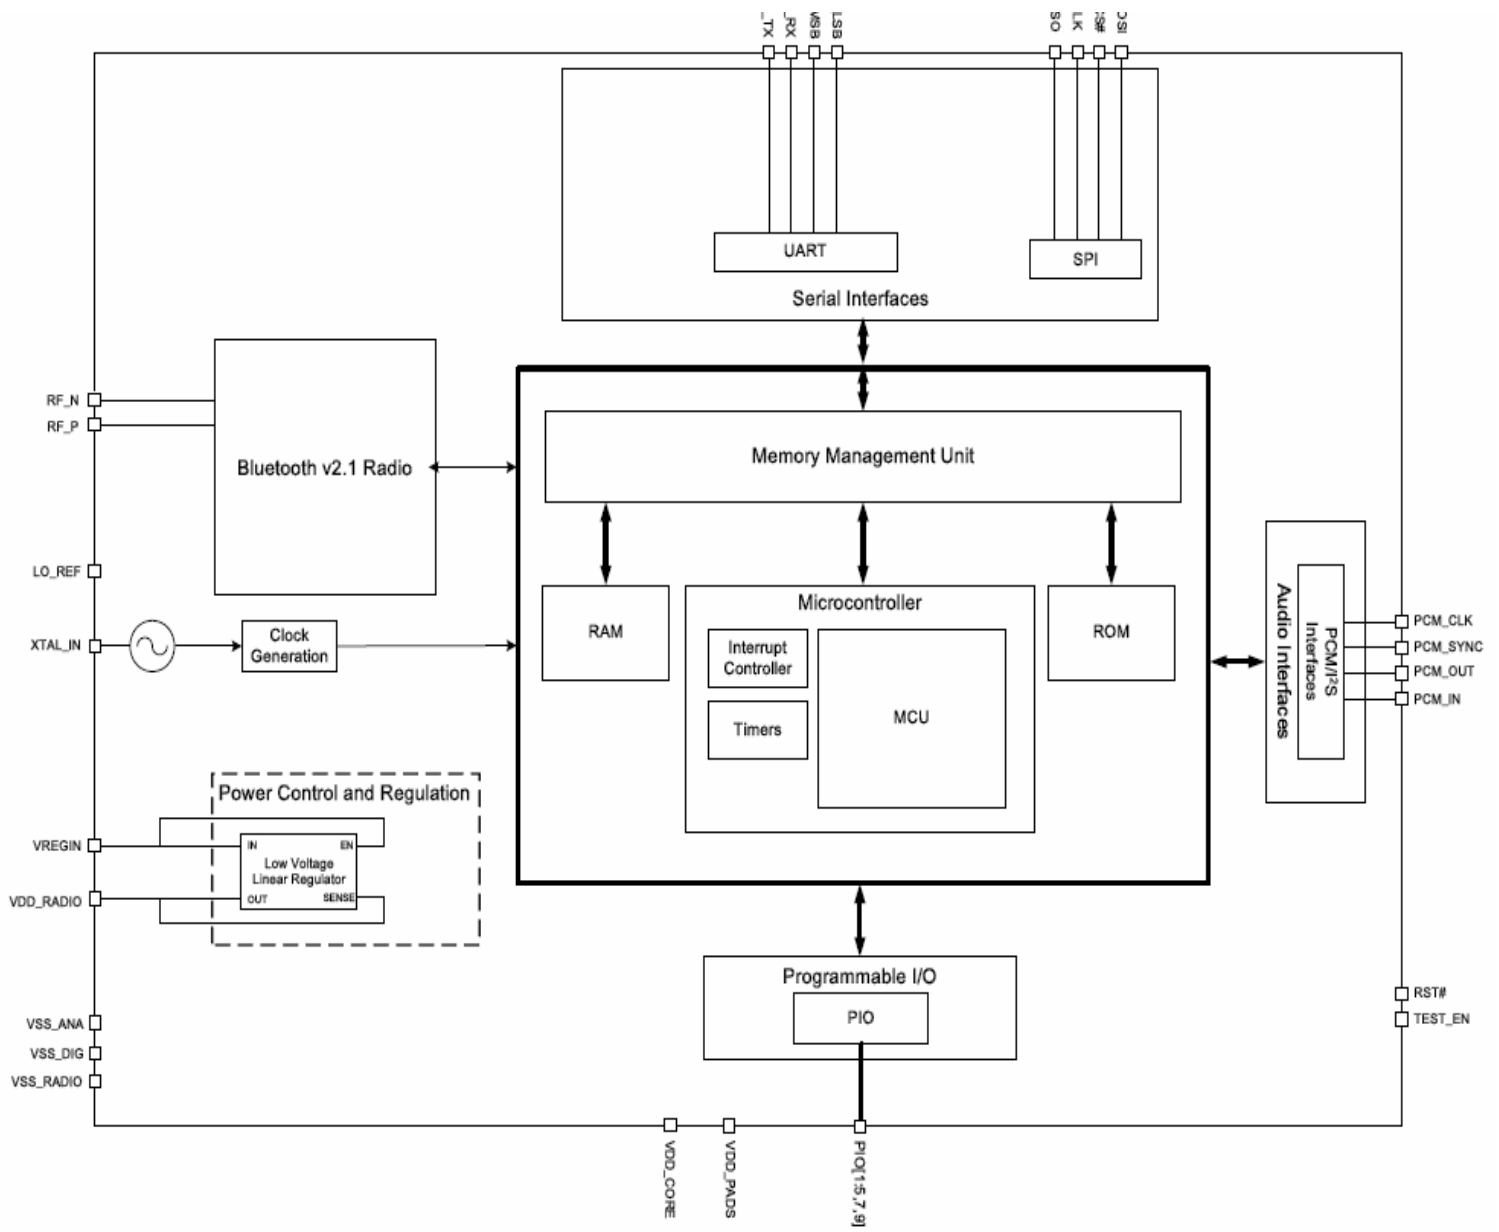 _TX
_RX
MSB
LSB
SO
LK
S#
OSI
UART
SPI
Serial Interfaces
RF_N
RF_P
Bluetooth v2.1 Radio
Memory Management Unit
LO_REF
XTAL_IN
Clock
Generation
RAM
Microcontroller
Interrupt
Controller
Timers
MCU
ROM
Audio Interfaces
PCM/I²S
Interfaces
PCM_CLK
PCM_SYNC
PCM_OUT
PCM_IN
Power Control and Regulation
VREGIN
IN
EN
Low Voltage
Linear Regulator
VDD_RADIO
OUT
SENSE
Programmable I/O
PIO
RST#
TEST_EN
VSS_ANA
VSS_DIG
VSS_RADIO
VDD_CORE
VDD_PADS
PIO[1:5,7,9]